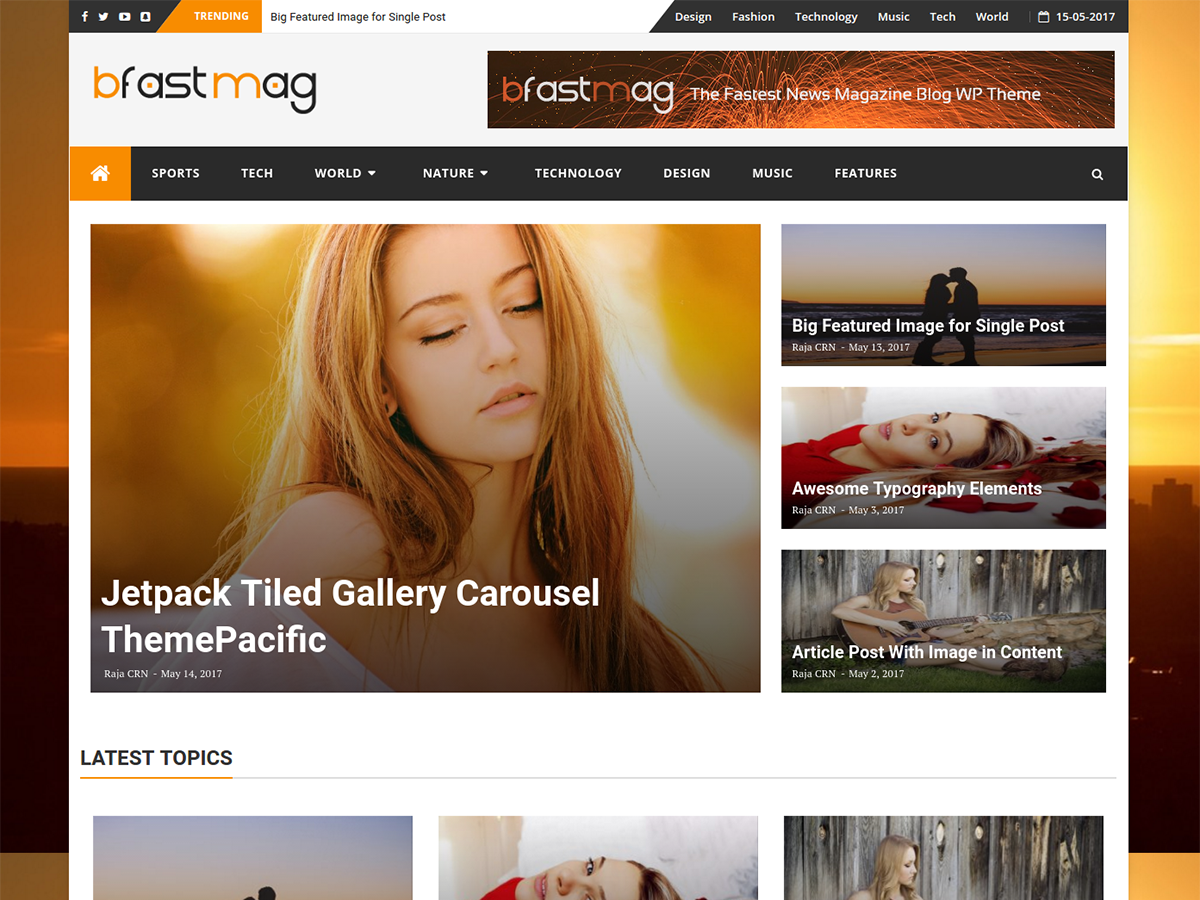 TRENDING
Big Featured Image for Single Post
Design Fashion Technology Music Tech World 15-05-2017
bfastmag
bfastmag The Fastest News Magazine Blog WP Theme
SPORTS TECH WORLD NATURE TECHNOLOGY DESIGN MUSIC FEATURES
Jetpack Tiled Gallery Carousel
ThemePacific
Raja CRN - May 14, 2017
Big Featured Image for Single Post
Raja CRN - May 13, 2017
Awesome Typography Elements
Raja CRN - May 3, 2017
Article Post With Image in Content
Raja CRN - May 2, 2017
LATEST TOPICS